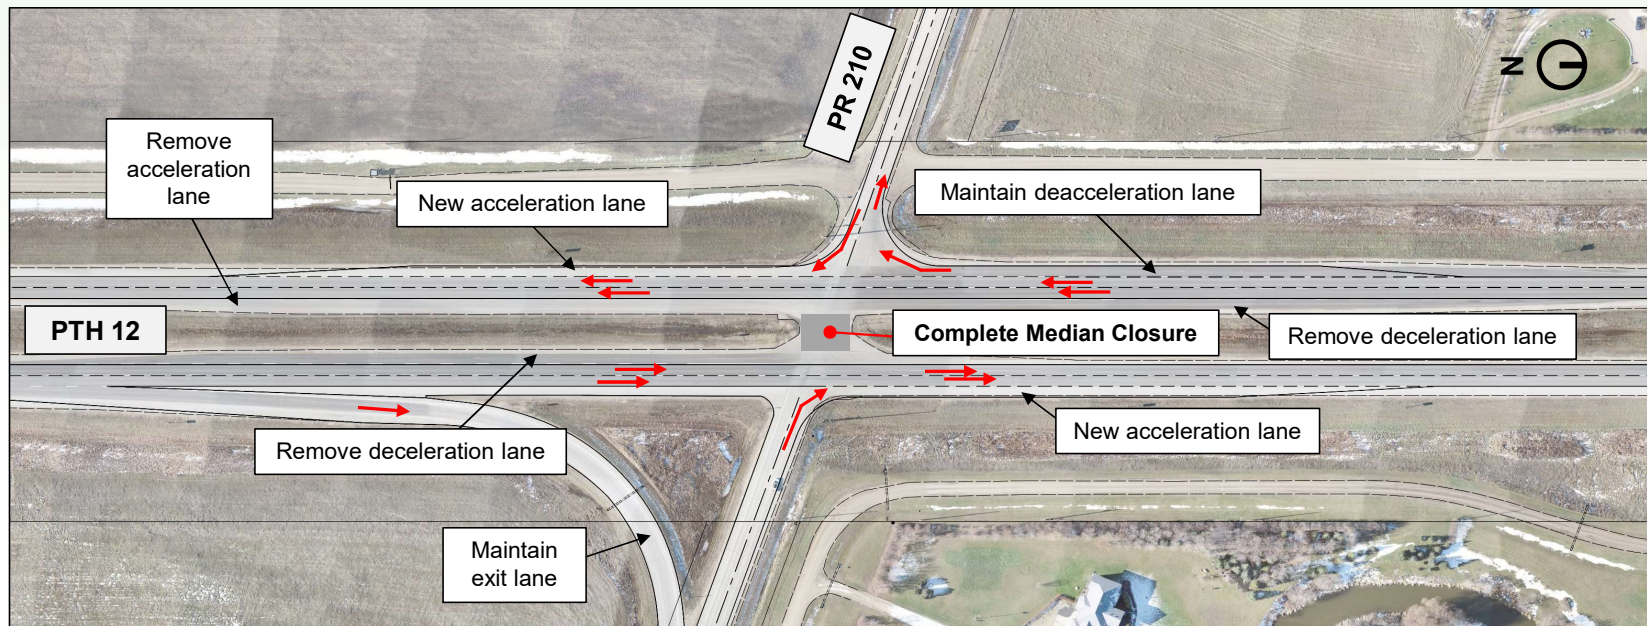 PR 210
N
Remove
acceleration
lane
New acceleration lane
Maintain deacceleration lane
PTH 12
Complete Median Closure
Remove deceleration lane
Remove deceleration lane
New acceleration lane
Maintain
exit lane